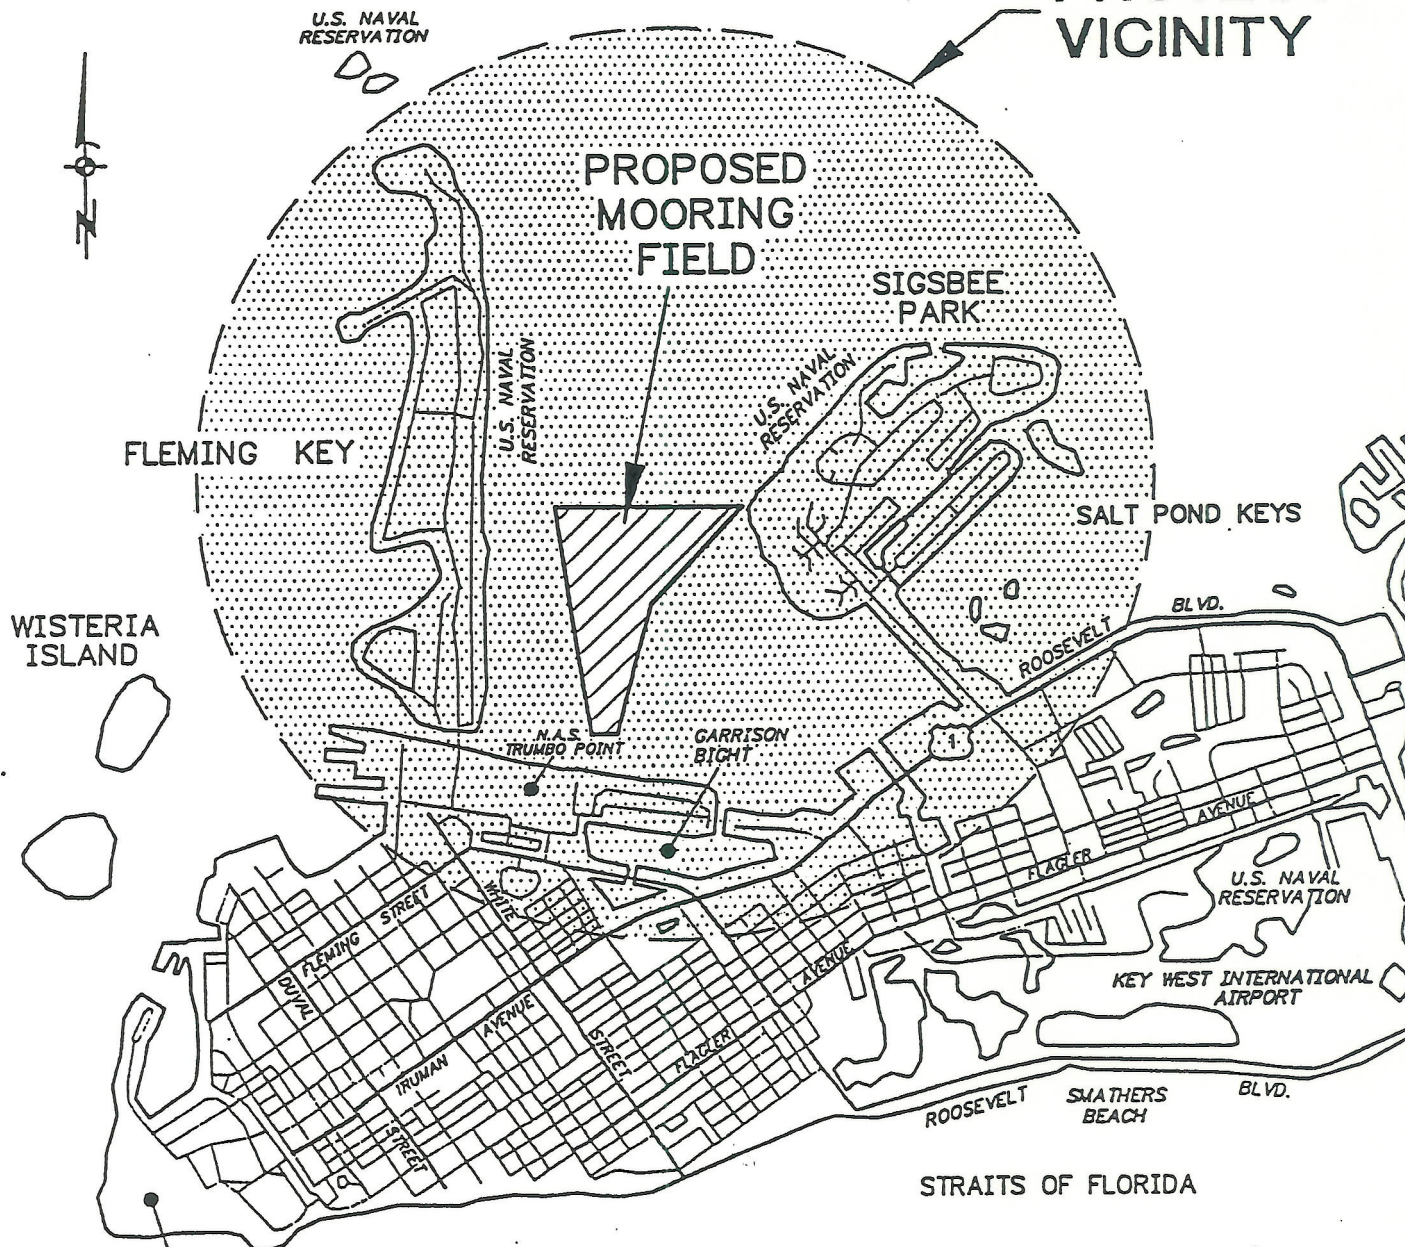 U.S. NAVAL
RESERVATION
VICINITY
PROPOSED
MOORING
FIELD
SIGSBEE
PARK
U.S. NAVAL
RESERVATION
U.S. NAVAL
RESERVATION
FLEMING KEY
SALT POND KEYS
WISTERIA
ISLAND
BLVD.
ROOSEVELT
N.A.S.
TRUMBO POINT
GARRISON
BIGHT
1
AVENUE
FLAGLER
U.S. NAVAL
RESERVATION
FLEMING STREET
WHITE
DUVAL
AVENUE
KEY WEST INTERNATIONAL
AIRPORT
TRUMAN AVENUE
STREET
FLAGLER
STREET
ROOSEVELT
SMATHERS
BEACH
BLVD.
STRAITS OF FLORIDA
N